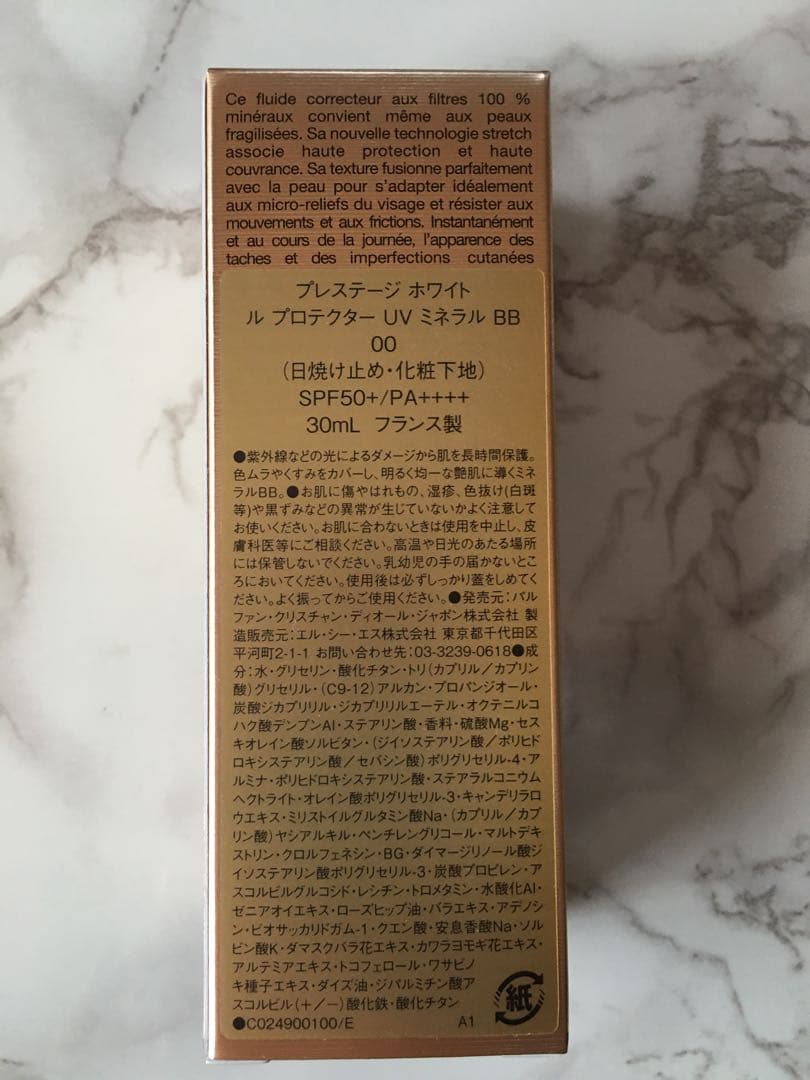 Ce fluide correcteur aux filtres 100 %
minéraux convient même aux peaux
fragilisées. Sa nouvelle technologie stretch
associe haute protection et haute
couvrance. Sa texture fusionne parfaitement
avec la peau pour s'adapter idéalement
aux micro-reliefs du visage et résister aux
mouvements et aux frictions. Instantanément
et au cours de la journée, l'apparence des
taches et des imperfections cutanées
プレステージ ホワイト
ル プロテクター UV ミネラル BB
00
(日焼け止め・化粧下地)
SPF50+/PA++++
30mL フランス製
●紫外線などの光によるダメージから肌を長時間保護。
色ムラやくすみをカバーし、明るく均一な艶肌に導くミネ
ラルBB。●お肌に傷やはれもの、湿疹、色抜け(白斑
等)や黒ずみなどの異常が生じていないかよく注意して
お使いください。お肌に合わないときは使用を中止し、皮
膚科医等にご相談ください。高温や日光のあたる場所
には保管しないでください。乳幼児の手の届かないとこ
ろにおいてください。使用後は必ずしっかり蓋をしめてく
ださい。よく振ってからご使用ください。●発売元:パル
ファン・クリスチャン・ディオール・ジャポン株式会社 製
造販売元:エル・シー・エス株式会社 東京都千代田区
平河町2-1-1 お問い合わせ先:03-3239-0618●成
分:水・グリセリン・酸化チタン・トリ(カプリル/カプリン
酸)グリセリル・(C9-12)アルカン・プロパンジオール・
炭酸ジカプリリル・ジカプリリルエーテル・オクテニルコ
ハク酸デンプンAl・ステアリン酸・香料・硫酸Mg・セス
キオレイン酸ソルビタン・(ジイソステアリン酸/ポリヒド
ロキシステアリン酸/セバシン酸)ポリグリセリル-4・ア
ルミナ・ポリヒドロキシステアリン酸・ステアラルコニウム
ヘクトライト・オレイン酸ポリグリセリル-3・キャンデリラロ
ウエキス・ミリストイルグルタミン酸Na・(カプリル/カプ
リン酸)ヤシアルキル・ペンチレングリコール・マルトデキ
ストリン・クロルフェネシン・BG・ダイマージリノール酸ジ
イソステアリン酸ポリグリセリル-3・炭酸プロピレン・ア
スコルビルグルコシド・レシチン・トロメタミン・水酸化Al・
ゼニアオイエキス・ローズヒップ油・バラエキス・アデノシ
ン・ビオサッカリドガム-1・クエン酸・安息香酸Na・ソル
ビン酸K・ダマスクバラ花エキス・カワラヨモギ花エキス・
アルテミアエキス・トコフェロール・ワサビノ
キ種子エキス・ダイズ油・ジパルミチン酸ア
スコルビル(+/-)酸化鉄・酸化チタン
紙
●C024900100/E A1